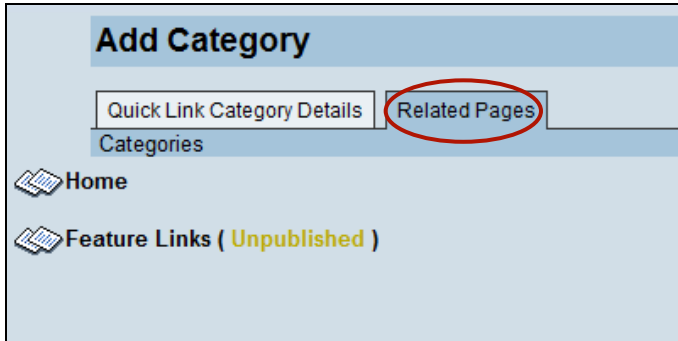 Add Category
Quick Link Category Details Related Pages
Categories
Home
Feature Links ( Unpublished )